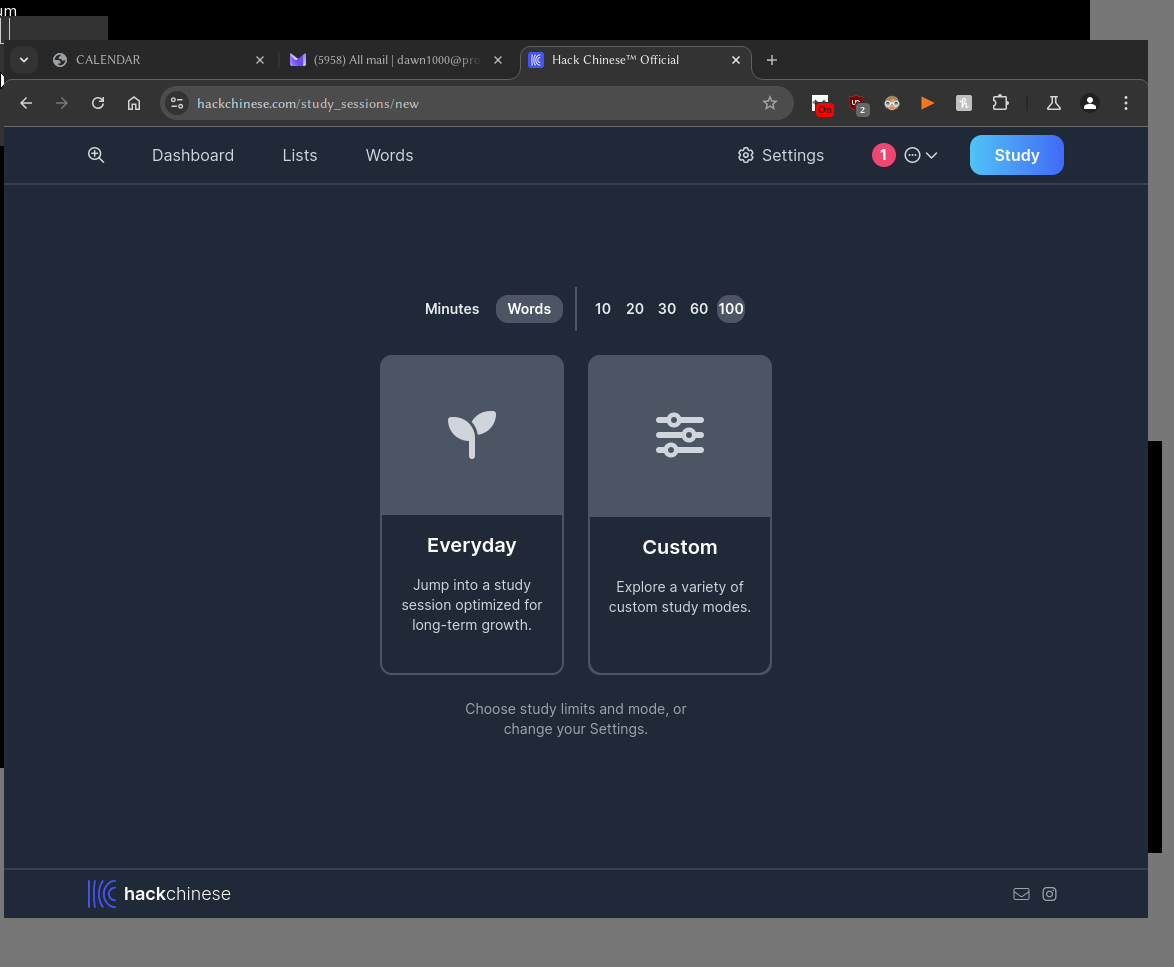 um
CALENDAR
(5958) All mail | dawn1000@pro
Hack Chinese™ Official
hackchinese.com/study_sessions/new
On
2
Dashboard
Lists
Words
Settings
1
Study
Minutes
Words
10
20
30
60
100
Everyday
Jump into a study
session optimized for
long-term growth.
Custom
Explore a variety of
custom study modes.
Choose study limits and mode, or
change your Settings.
hackchinese